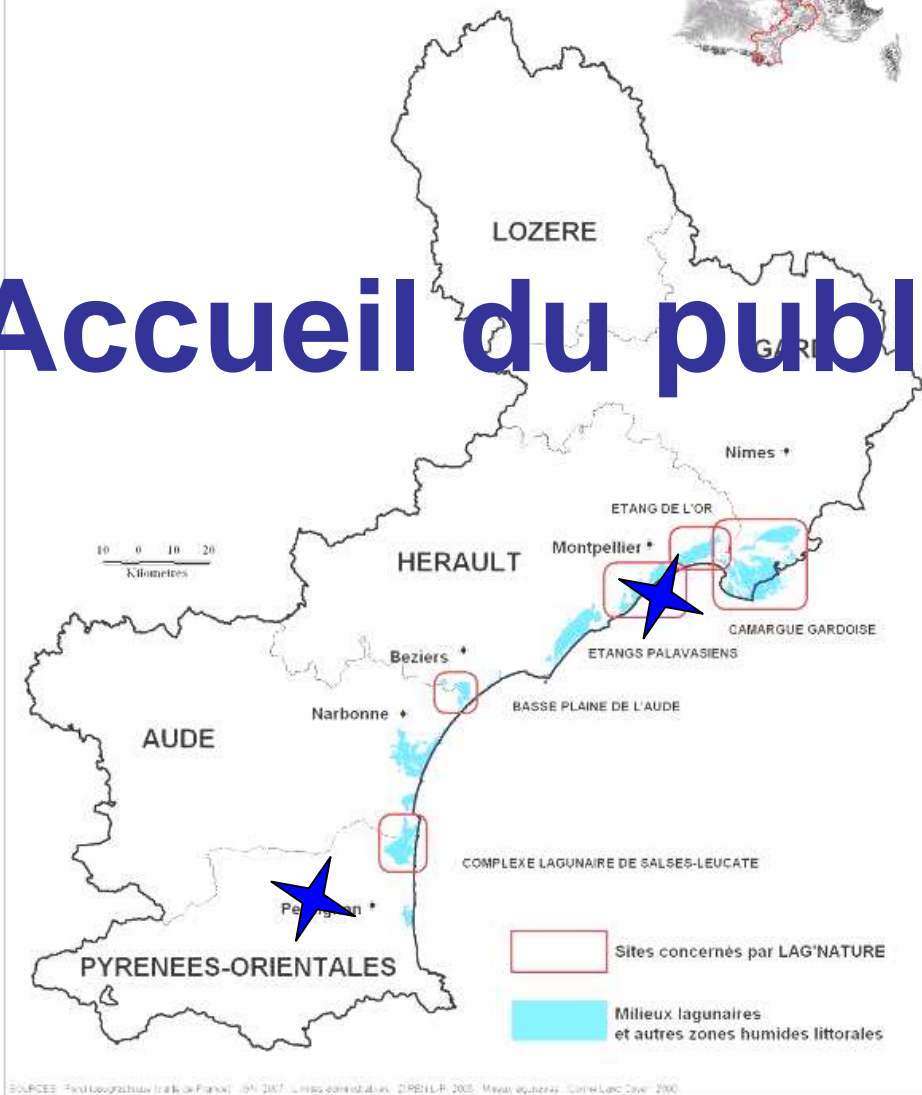 LOZERE
Accueil du publ
GARD
Nimes
ETANG DE L'OR
Montpellier
10 0 10 20
Kilometres
HERAULT
CAMARGUE GARDOISE
ETANGS PALAVASIENS
Beziers
BASSE PLAINE DE L'AUDE
Narbonne
AUDE
COMPLEXE LAGUNAIRE DE SALSES-LEUCATE
Sites concernés par LAG'NATURE
PYRENEES-ORIENTALES
Milieux lagunaires
et autres zones humides littorales
SOURCES